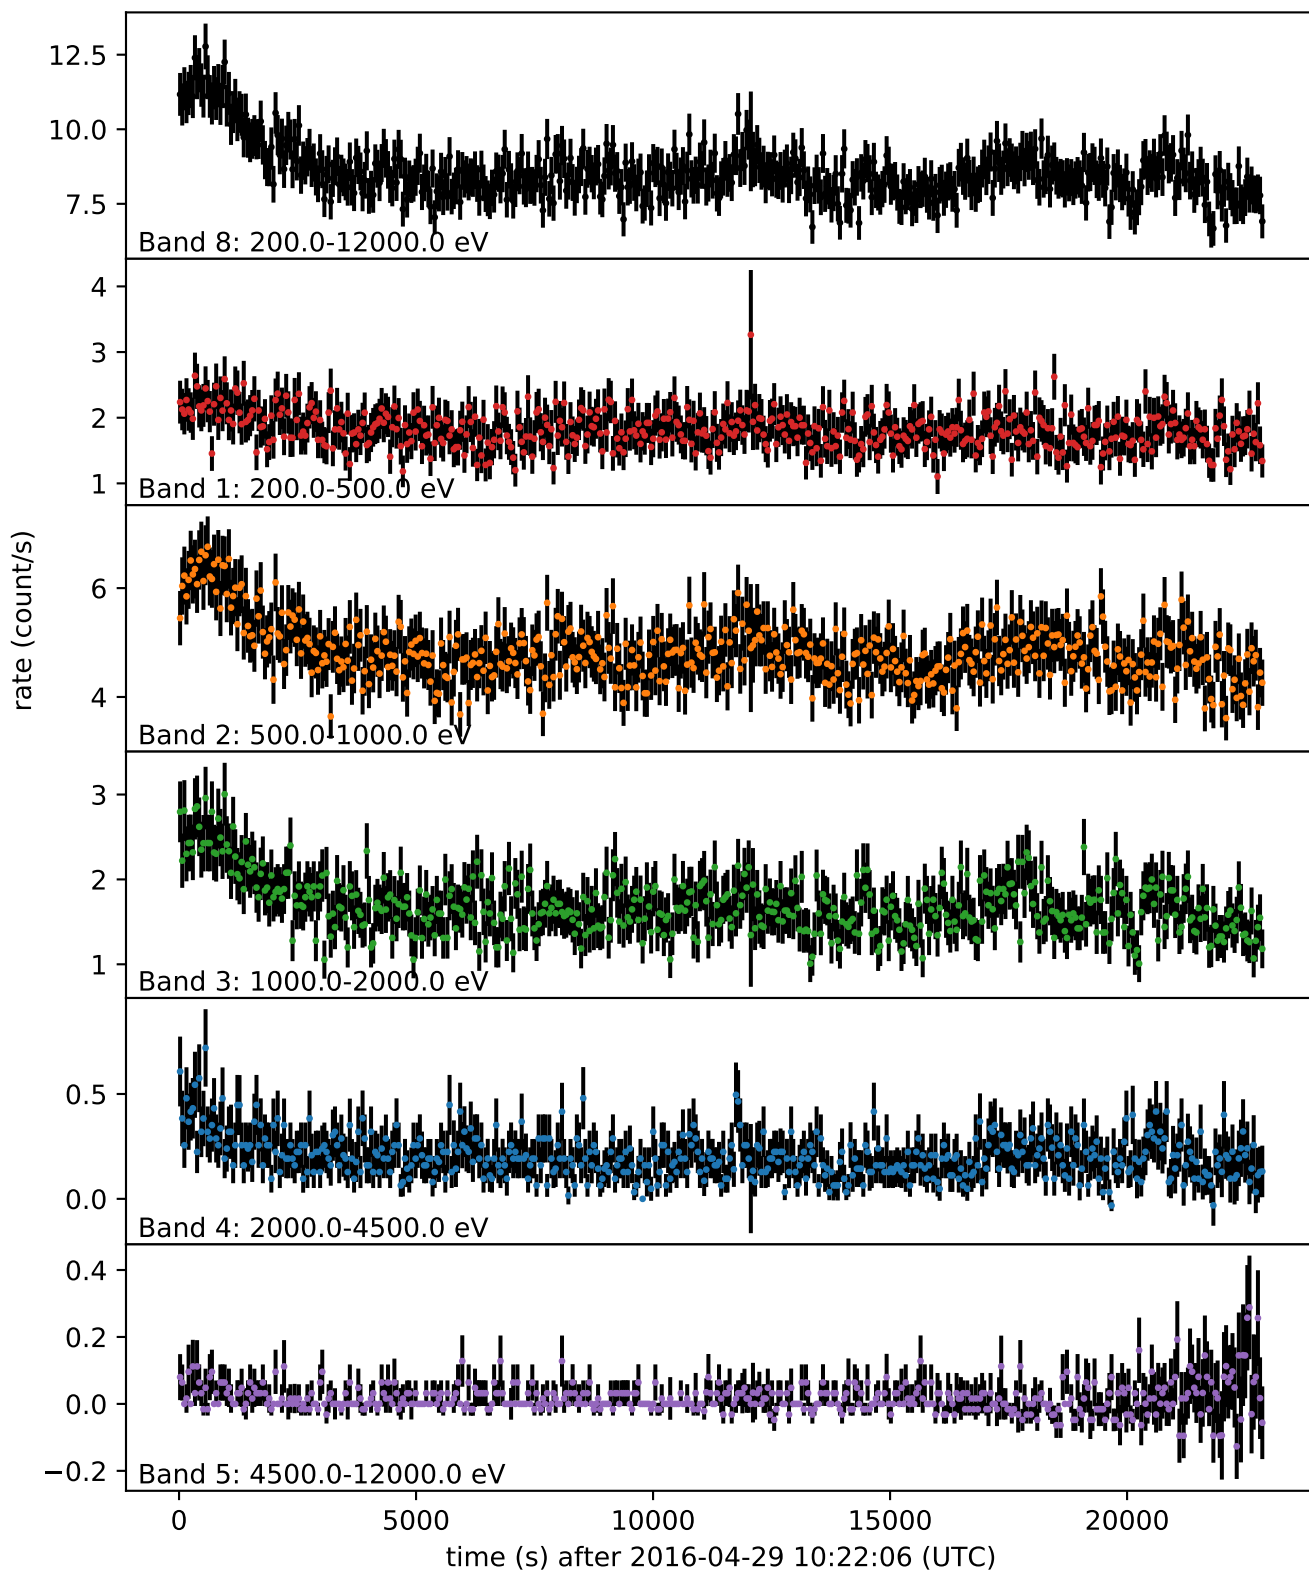 12.5
10.0
7.5
Band 8: 200.0-12000.0 eV
4
3
2
1
Band 1: 200.0-500.0 eV
rate (count/s)
6
4
Band 2: 500.0-1000.0 eV
3
2
1
Band 3: 1000.0-2000.0 eV
0.5
0.0
Band 4: 2000.0-4500.0 eV
0.4
0.2
0.0
−0.2
Band 5: 4500.0-12000.0 eV
0 5000 10000 15000 20000
time (s) after 2016-04-29 10:22:06 (UTC)